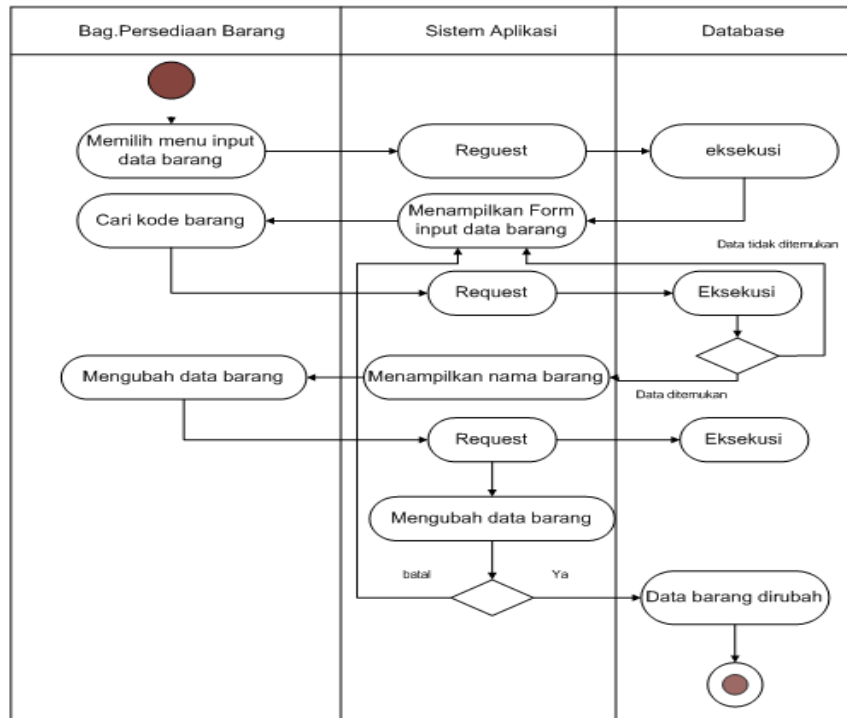 Bag.Persediaan Barang
Sistem Aplikasi
Database
Memilih menu input
data barang
Reguest
eksekusi
Cari kode barang
Menampilkan Form
input data barang
Data tidak ditemukan
Request
Eksekusi
Mengubah data barang
Menampilkan nama barang
Data ditemukan
Request
Eksekusi
Mengubah data barang
batal
Ya
Data barang dirubah